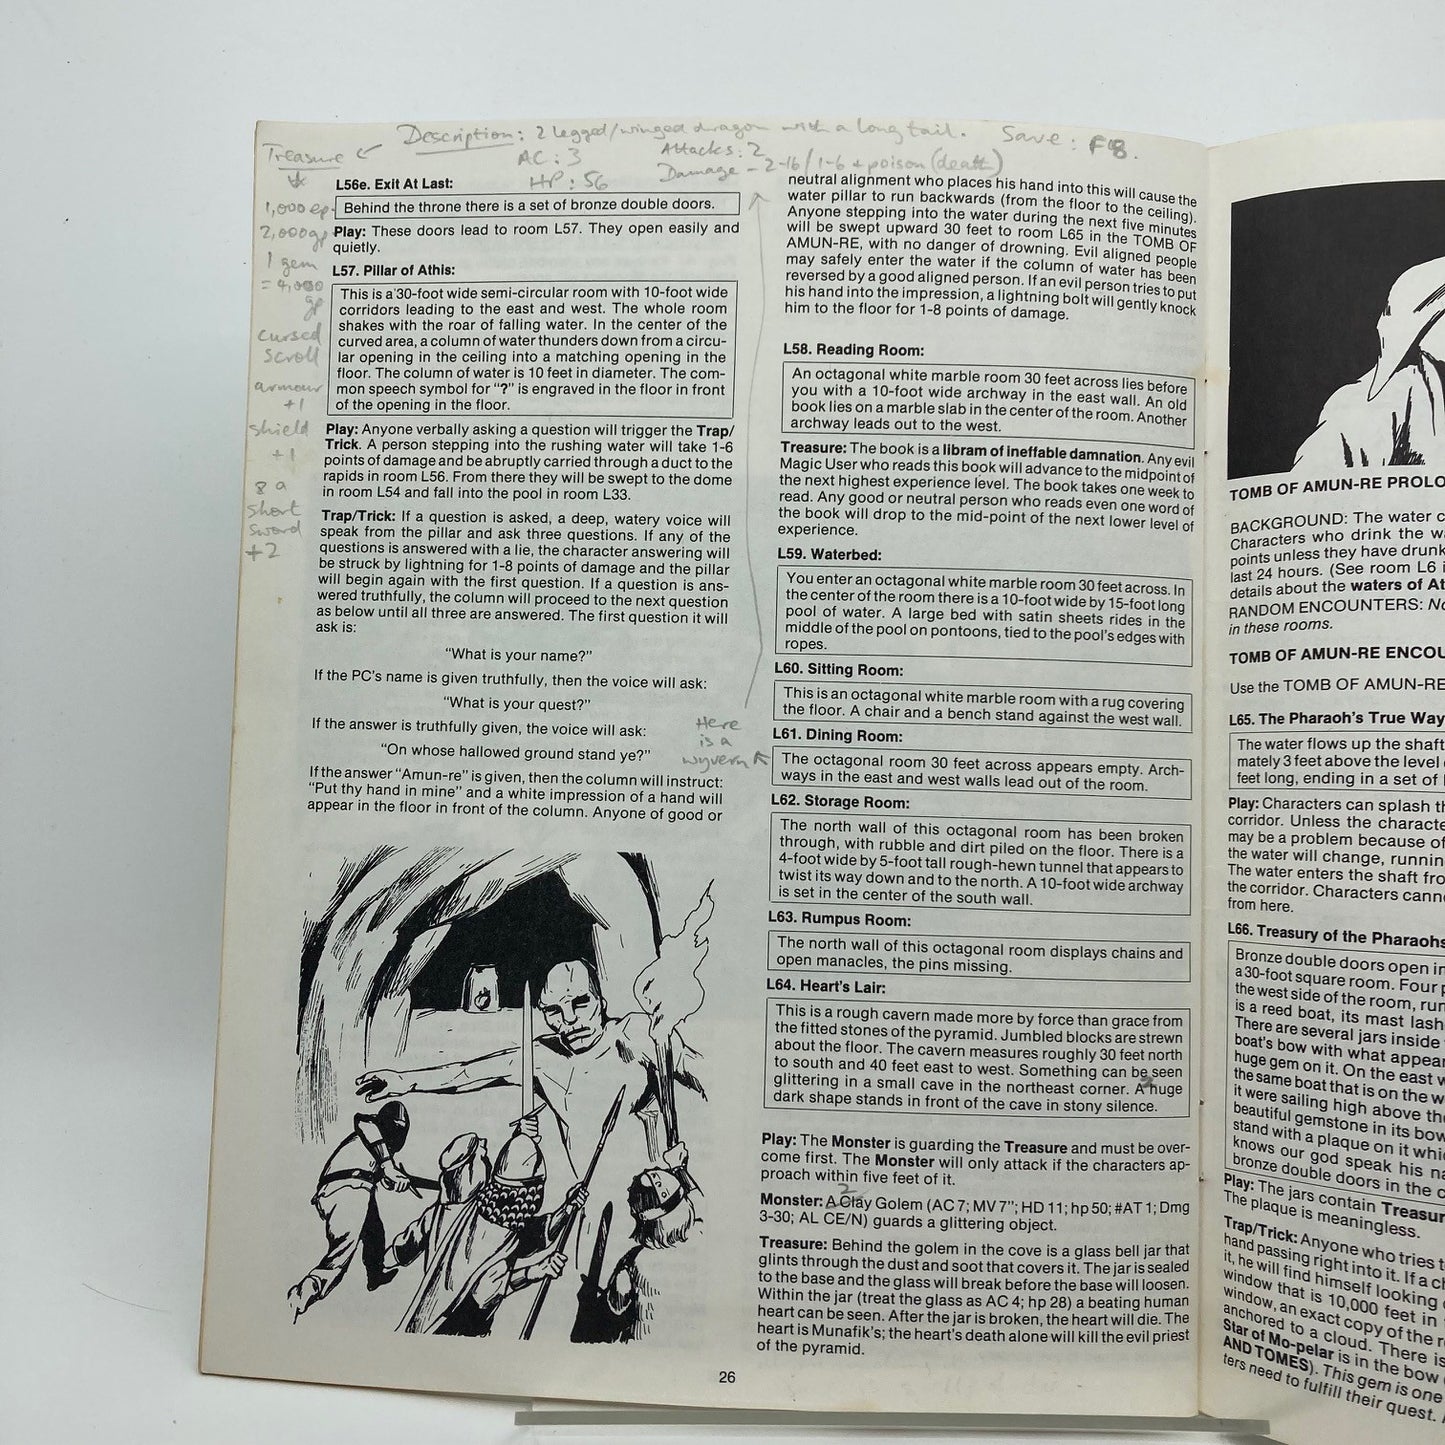 Description: 2 legged/winged dragon with a long tail. Save: F8.
Treasure
AC: 3
Attacks: 2
HP: 56
Damage - 2-16/1-6 + poison (death)
1,000 ep
2,000 gp
1 gem
= 4,000
gp
cursed
scroll
armour
+1
shield
+1
& a
short
sword
+2
L56e. Exit At Last:
Behind the throne there is a set of bronze double doors.
Play: These doors lead to room L57. They open easily and
quietly.
L57. Pillar of Athis:
This is a 30-foot wide semi-circular room with 10-foot wide
corridors leading to the east and west. The whole room
shakes with the roar of falling water. In the center of the
curved area, a column of water thunders down from a circu-
lar opening in the ceiling into a matching opening in the
floor. The column of water is 10 feet in diameter. The com-
mon speech symbol for “?” is engraved in the floor in front
of the opening in the floor.
Play: Anyone verbally asking a question will trigger the Trap/
Trick. A person stepping into the rushing water will take 1-6
points of damage and be abruptly carried through a duct to the
rapids in room L56. From there they will be swept to the dome
in room L54 and fall into the pool in room L33.
Trap/Trick: If a question is asked, a deep, watery voice will
speak from the pillar and ask three questions. If any of the
questions is answered with a lie, the character answering will
be struck by lightning for 1-8 points of damage and the pillar
will begin again with the first question. If a question is ans-
wered truthfully, the column will proceed to the next question
as below until all three are answered. The first question it will
ask is:
“What is your name?”
If the PC’s name is given truthfully, then the voice will ask:
“What is your quest?”
If the answer is truthfully given, the voice will ask:
“On whose hallowed ground stand ye?”
If the answer “Amun-re” is given, then the column will instruct:
“Put thy hand in mine” and a white impression of a hand will
appear in the floor in front of the column. Anyone of good or
Here
is a
wyvern
neutral alignment who places his hand into this will cause the
water pillar to run backwards (from the floor to the ceiling).
Anyone stepping into the water during the next five minutes
will be swept upward 30 feet to room L65 in the TOMB OF
AMUN-RE, with no danger of drowning. Evil aligned people
may safely enter the water if the column of water has been
reversed by a good aligned person. If an evil person tries to put
his hand into the impression, a lightning bolt will gently knock
him to the floor for 1-8 points of damage.
L58. Reading Room:
An octagonal white marble room 30 feet across lies before
you with a 10-foot wide archway in the east wall. An old
book lies on a marble slab in the center of the room. Another
archway leads out to the west.
Treasure: The book is a libram of ineffable damnation. Any evil
Magic User who reads this book will advance to the midpoint of
the next highest experience level. The book takes one week to
read. Any good or neutral person who reads even one word of
the book will drop to the mid-point of the next lower level of
experience.
L59. Waterbed:
You enter an octagonal white marble room 30 feet across. In
the center of the room there is a 10-foot wide by 15-foot long
pool of water. A large bed with satin sheets rides in the
middle of the pool on pontoons, tied to the pool’s edges with
ropes.
L60. Sitting Room:
This is an octagonal white marble room with a rug covering
the floor. A chair and a bench stand against the west wall.
L61. Dining Room:
The octagonal room 30 feet across appears empty. Arch-
ways in the east and west walls lead out of the room.
L62. Storage Room:
The north wall of this octagonal room has been broken
through, with rubble and dirt piled on the floor. There is a
4-foot wide by 5-foot tall rough-hewn tunnel that appears to
twist its way down and to the north. A 10-foot wide archway
is set in the center of the south wall.
L63. Rumpus Room:
The north wall of this octagonal room displays chains and
open manacles, the pins missing.
L64. Heart’s Lair:
This is a rough cavern made more by force than grace from
the fitted stones of the pyramid. Jumbled blocks are strewn
about the floor. The cavern measures roughly 30 feet north
to south and 40 feet east to west. Something can be seen
glittering in a small cave in the northeast corner. A huge
dark shape stands in front of the cave in stony silence.
Play: The Monster is guarding the Treasure and must be over-
come first. The Monster will only attack if the characters ap-
proach within five feet of it.
2
Monster: A Clay Golem (AC 7; MV 7”; HD 11; hp 50; #AT 1; Dmg
3-30; AL CE/N) guards a glittering object.
Treasure: Behind the golem in the cove is a glass bell jar that
glints through the dust and soot that covers it. The jar is sealed
to the base and the glass will break before the base will loosen.
Within the jar (treat the glass as AC 4; hp 28) a beating human
heart can be seen. After the jar is broken, the heart will die. The
heart is Munafik’s; the heart’s death alone will kill the evil priest
of the pyramid.
26
TOMB OF AMUN-RE PROLO
BACKGROUND: The water c
Characters who drink the wa
points unless they have drunk
last 24 hours. (See room L6 i
details about the waters of At
RANDOM ENCOUNTERS: No
in these rooms.
TOMB OF AMUN-RE ENCOU
Use the TOMB OF AMUN-RE
L65. The Pharaoh’s True Way
The water flows up the shaft
mately 3 feet above the level
feet long, ending in a set of
Play: Characters can splash th
corridor. Unless the characte
may be a problem because of
the water will change, running
The water enters the shaft fro
the corridor. Characters canno
from here.
L66. Treasury of the Pharaohs
Bronze double doors open in
a 30-foot square room. Four p
the west side of the room, run
is a reed boat, its mast lash
There are several jars inside
boat’s bow with what appear
huge gem on it. On the east w
the same boat that is on the w
it were sailing high above the
beautiful gemstone in its bow
stand with a plaque on it whic
knows our god speak his na
bronze double doors in the c
Play: The jars contain Treasur
The plaque is meaningless.
Trap/Trick: Anyone who tries t
hand passing right into it. If a ch
it, he will find himself looking
window that is 10,000 feet in
window, an exact copy of the r
anchored to a cloud. There is
Star of Mo-pelar is in the bow
AND TOMES). This gem is one
ters need to fulfill their quest.